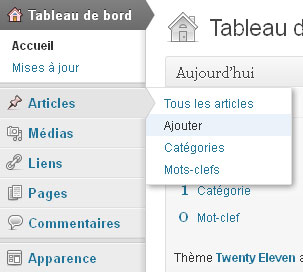 Tableau de bord
Accueil
Mises à jour
Articles
Médias
Liens
Pages
Commentaires
Apparence
Tableau d
Aujourd'hui
Tous les articles
Ajouter
Catégories
Mots-clefs
1 Catégorie
0 Mot-clef
Thème Twenty Eleven a